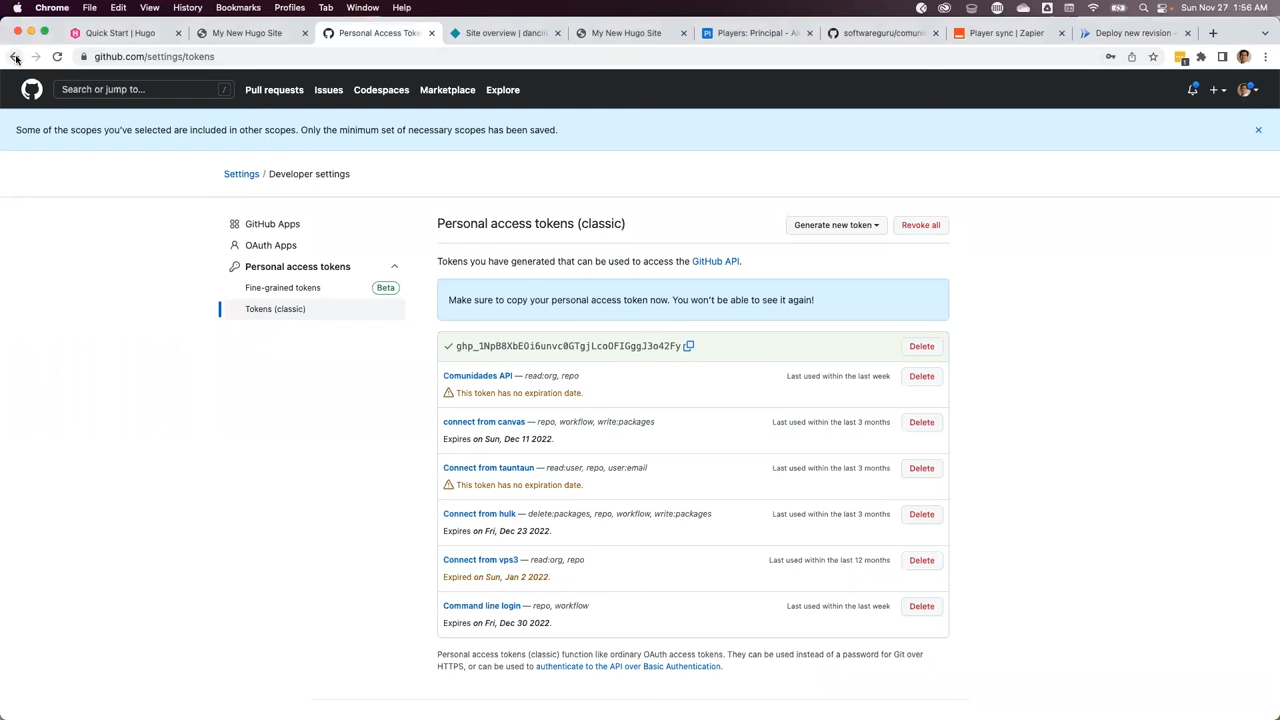 Chrome File Edit View History Bookmarks Profiles Tab Window Help Sun Nov 27 1:56 AM
Quick Start | Hugo
My New Hugo Site
Personal Access Toke
Site overview | dancin
My New Hugo Site
Players: Principal - Ai
softwareguru/comuni
Player sync | Zapier
Deploy new revision –
github.com/settings/tokens
Search or jump to... /
Pull requests Issues Codespaces Marketplace Explore
Some of the scopes you've selected are included in other scopes. Only the minimum set of necessary scopes has been saved.
Settings / Developer settings
GitHub Apps
OAuth Apps
Personal access tokens
Fine-grained tokens Beta
Tokens (classic)
Personal access tokens (classic)
Generate new token Revoke all
Tokens you have generated that can be used to access the GitHub API.
Make sure to copy your personal access token now. You won't be able to see it again!
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 Delete
Comunidades API — read:org, repo Last used within the last week Delete
This token has no expiration date.
connect from canvas — repo, workflow, write:packages Last used within the last 3 months Delete
Expires on Sun, Dec 11 2022.
Connect from tauntaun — read:user, repo, user:email Last used within the last 3 months Delete
This token has no expiration date.
Connect from hulk — delete:packages, repo, workflow, write:packages Last used within the last 3 months Delete
Expires on Fri, Dec 23 2022.
Connect from vps3 — read:org, repo Last used within the last 12 months Delete
Expired on Sun, Jan 2 2022.
Command line login — repo, workflow Last used within the last week Delete
Expires on Fri, Dec 30 2022.
Personal access tokens (classic) function like ordinary OAuth access tokens. They can be used instead of a password for Git over
HTTPS, or can be used to authenticate to the API over Basic Authentication.